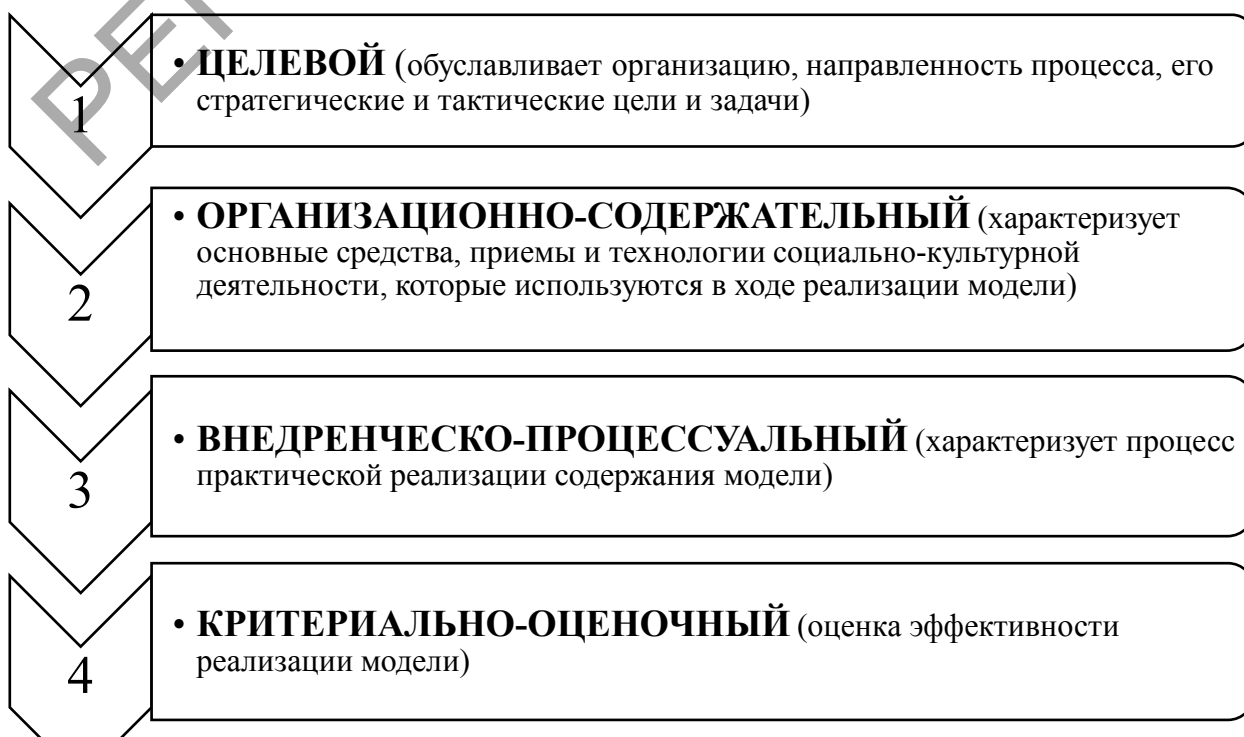 1
• ЦЕЛЕВОЙ (обуславливает организацию, направленность процесса, его
стратегические и тактические цели и задачи)
2
• ОРГАНИЗАЦИОННО-СОДЕРЖАТЕЛЬНЫЙ (характеризует
основные средства, приемы и технологии социально-культурной
деятельности, которые используются в ходе реализации модели)
3
• ВНЕДРЕНЧЕСКО-ПРОЦЕССУАЛЬНЫЙ (характеризует процесс
практической реализации содержания модели)
4
• КРИТЕРИАЛЬНО-ОЦЕНОЧНЫЙ (оценка эффективности
реализации модели)